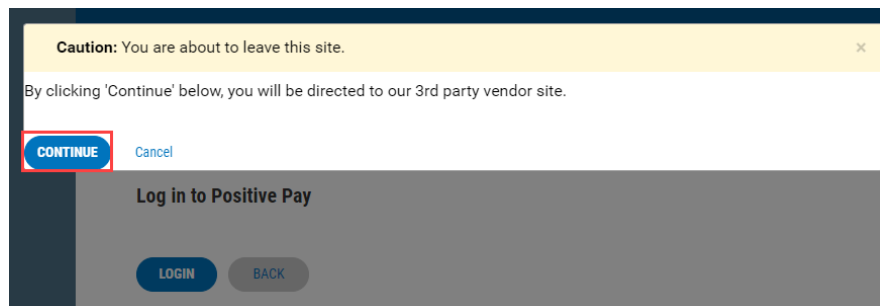 Caution: You are about to leave this site. ×
By clicking 'Continue' below, you will be directed to our 3rd party vendor site.
CONTINUE Cancel
Log in to Positive Pay
LOGIN BACK